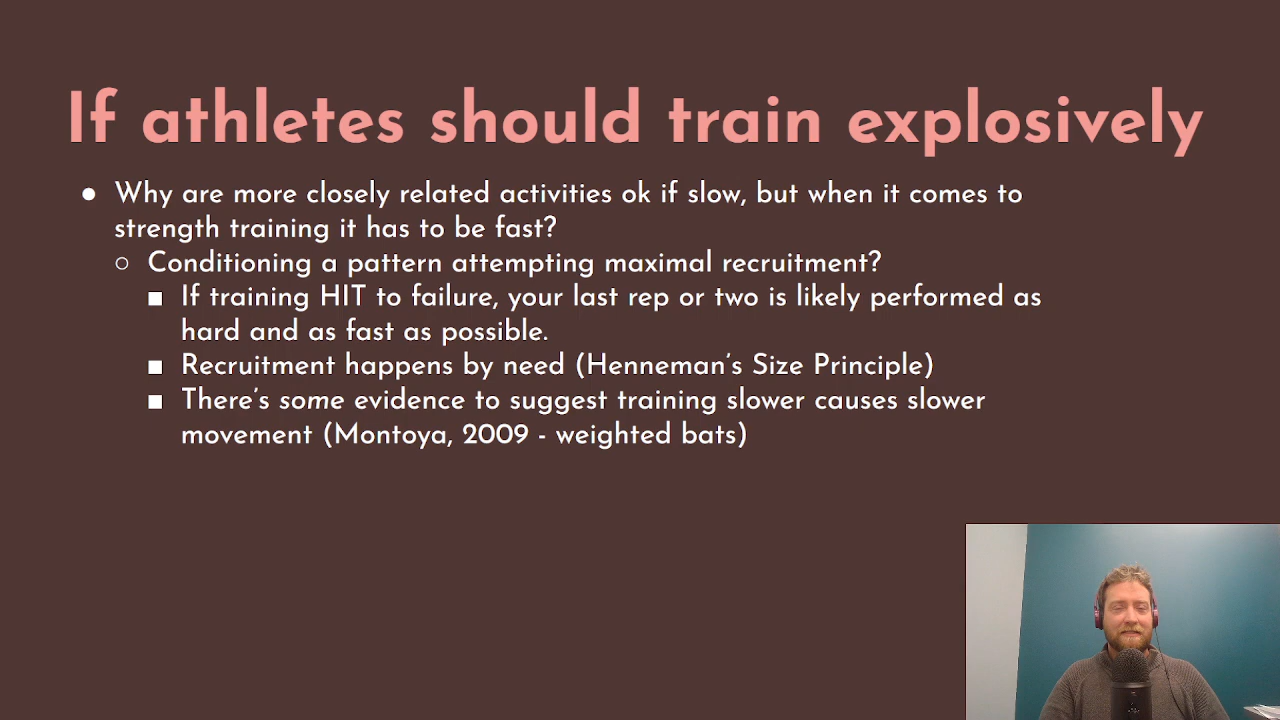 If athletes should train explosively
● Why are more closely related activities ok if slow, but when it comes to
strength training it has to be fast?
○ Conditioning a pattern attempting maximal recruitment?
■ If training HIT to failure, your last rep or two is likely performed as
hard and as fast as possible.
■ Recruitment happens by need (Henneman's Size Principle)
■ There's some evidence to suggest training slower causes slower
movement (Montoya, 2009 - weighted bats)